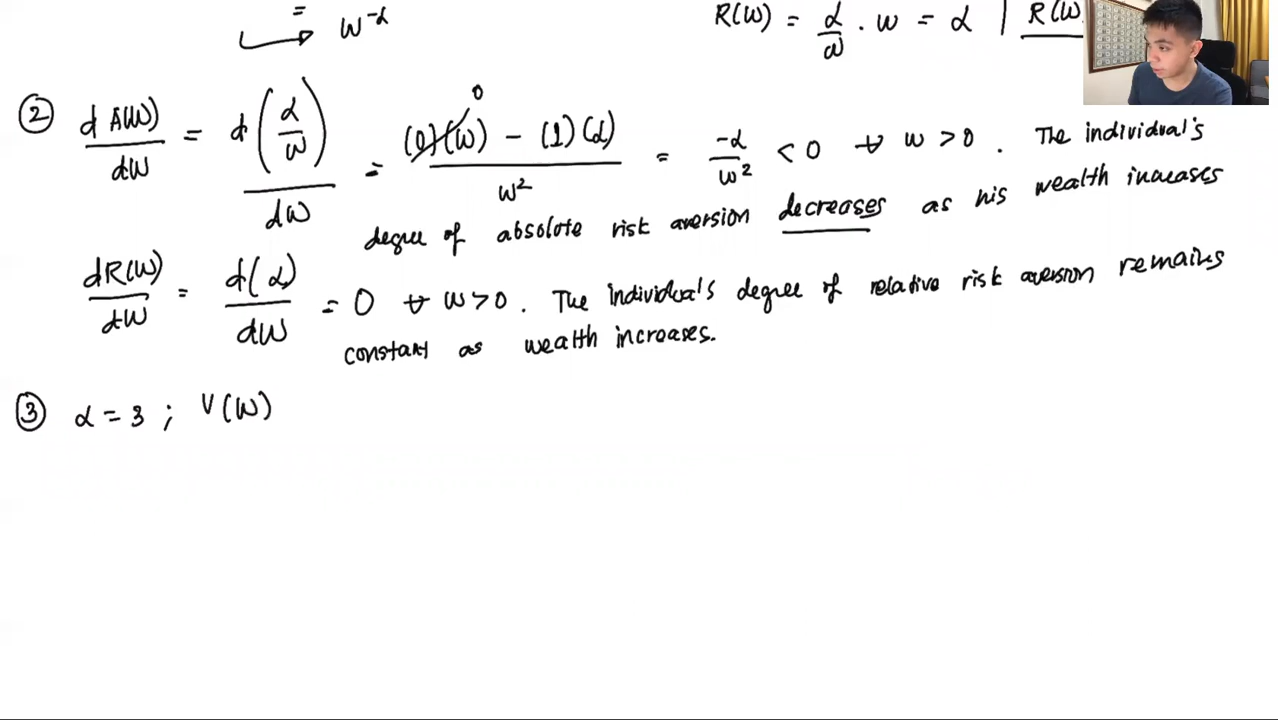 =
W^-α
R(W) = α/W · W = α | R(W)
② dA(W)/dW = d(α/W)/dW = ((0)(W) - (1)(α))/W² = -α/W² < 0 ∀ W > 0 . The individual's
0
degree of absolute risk aversion decreases as his wealth increases
dR(W)/dW = d(α)/dW = 0 ∀ W > 0 . The individual's degree of relative risk aversion remains
constant as wealth increases.
③ α = 3 ; V(W)